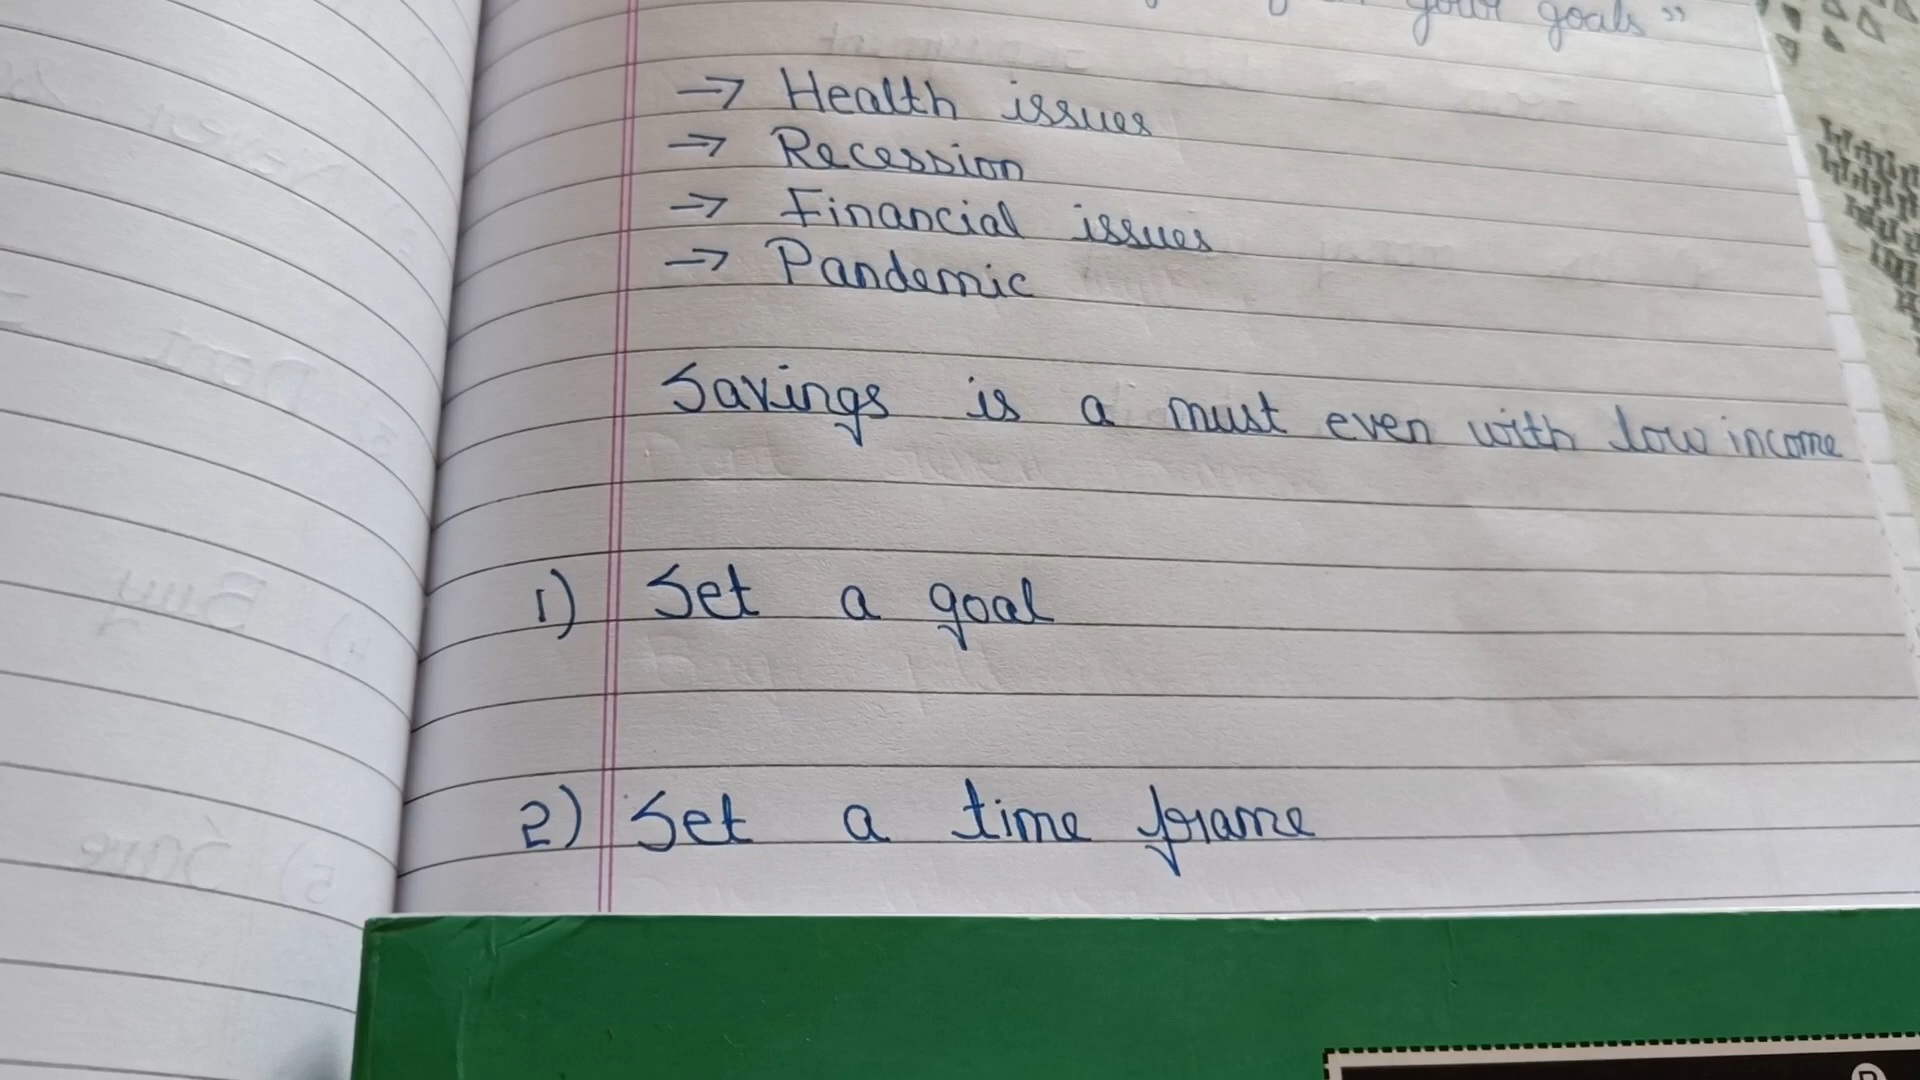 your goals”
→ Health issues
→ Recession
→ Financial issues
→ Pandemic
Savings is a must even with low income
1) Set a goal
2) Set a time frame